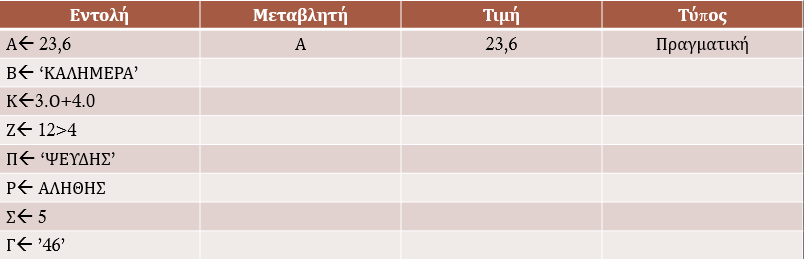 Εντολή Μεταβλητή Τιμή Τύπος
Α← 23,6 Α 23,6 Πραγματική
Β← ‘ΚΑΛΗΜΕΡΑ’
Κ←3.Ο+4.0
Ζ← 12>4
Π← ‘ΨΕΥΔΗΣ’
Ρ← ΑΛΗΘΗΣ
Σ← 5
Γ← ’46’